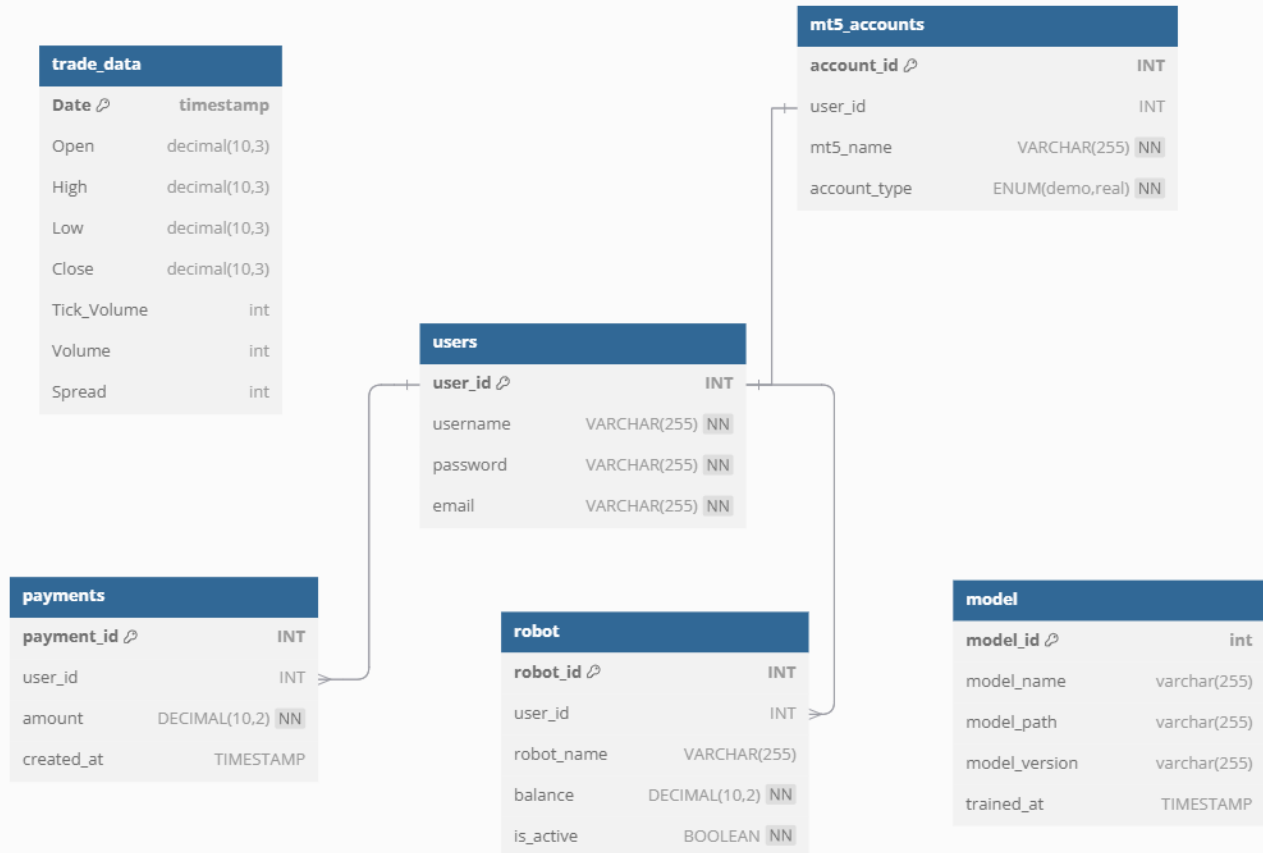 trade_data
Date timestamp
Open decimal(10,3)
High decimal(10,3)
Low decimal(10,3)
Close decimal(10,3)
Tick_Volume int
Volume int
Spread int
mt5_accounts
account_id INT
user_id INT
mt5_name VARCHAR(255) NN
account_type ENUM(demo,real) NN
users
user_id INT
username VARCHAR(255) NN
password VARCHAR(255) NN
email VARCHAR(255) NN
payments
payment_id INT
user_id INT
amount DECIMAL(10,2) NN
created_at TIMESTAMP
robot
robot_id INT
user_id INT
robot_name VARCHAR(255)
balance DECIMAL(10,2) NN
is_active BOOLEAN NN
model
model_id int
model_name varchar(255)
model_path varchar(255)
model_version varchar(255)
trained_at TIMESTAMP